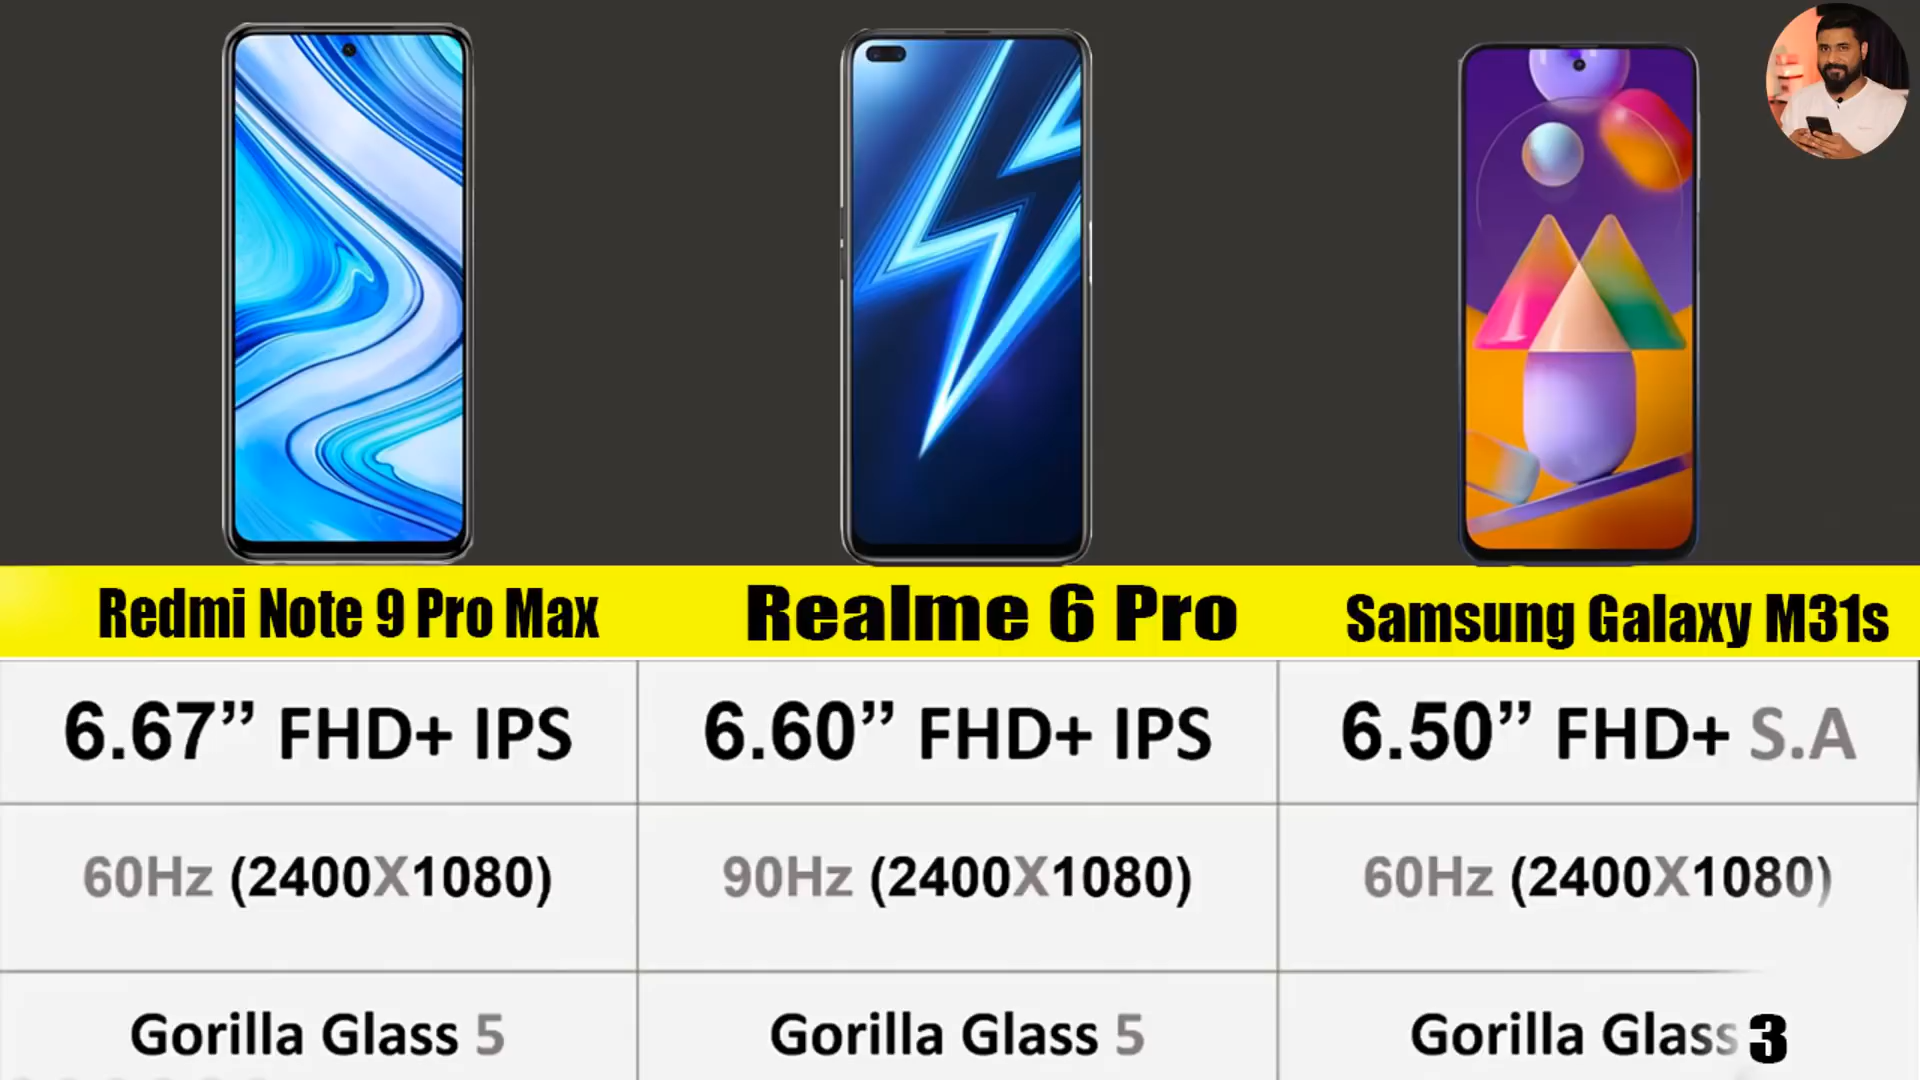 Redmi Note 9 Pro Max Realme 6 Pro Samsung Galaxy M31s
6.67” FHD+ IPS 6.60” FHD+ IPS 6.50” FHD+ S.A
60Hz (2400X1080) 90Hz (2400X1080) 60Hz (2400X1080)
Gorilla Glass 5 Gorilla Glass 5 Gorilla Glass 3